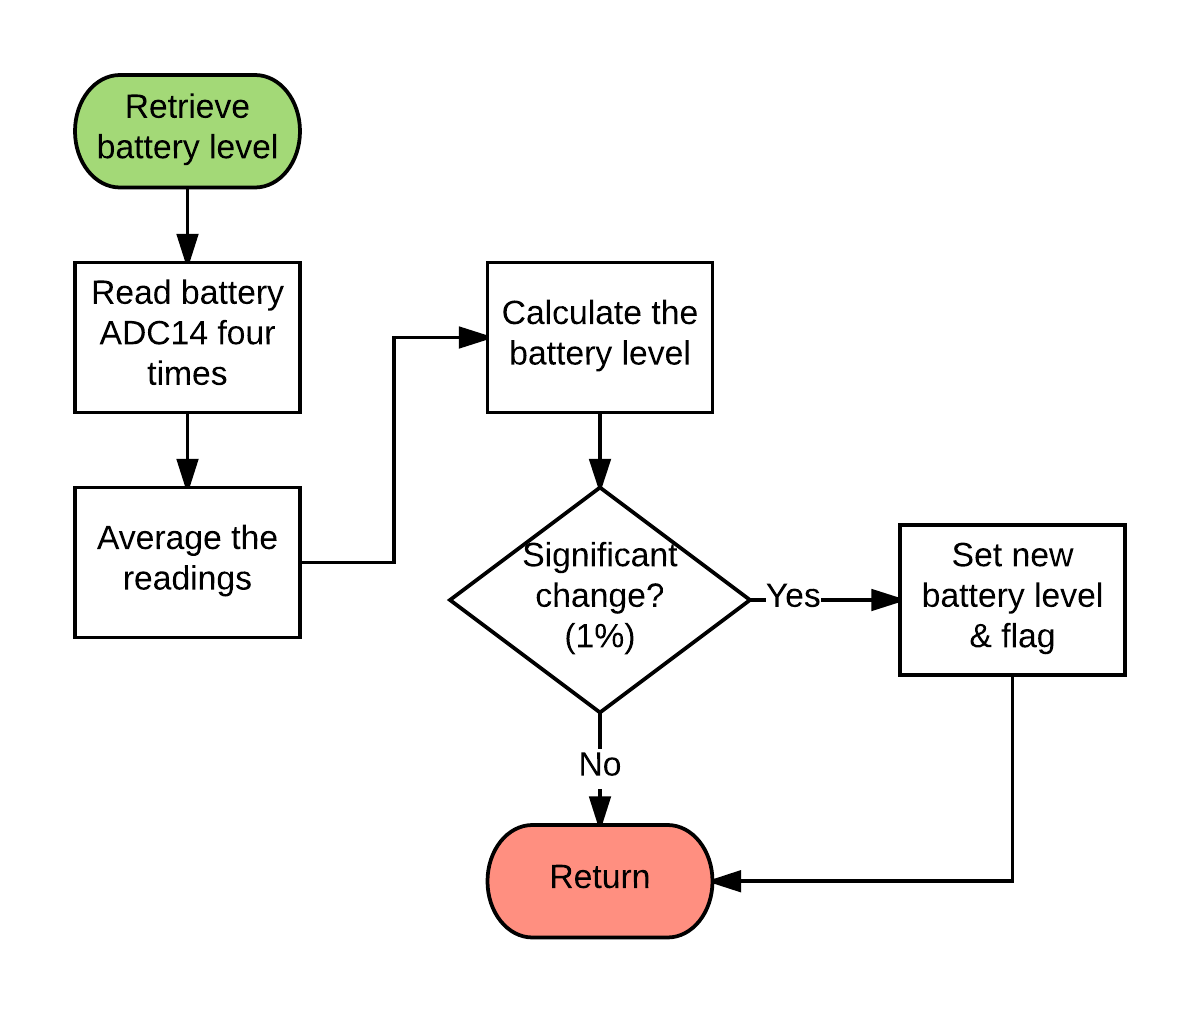 Retrieve
battery level
Read battery
ADC14 four
times
Average the
readings
Calculate the
battery level
Significant
change?
(1%)
Yes
Set new
battery level
& flag
No
Return